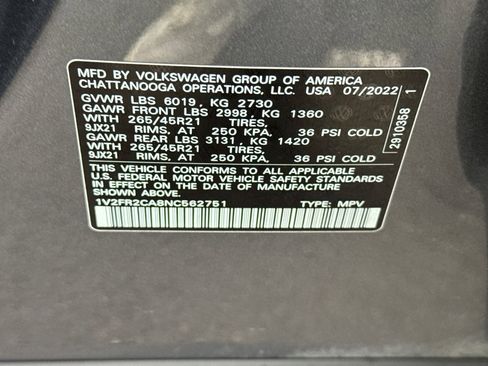 MFD BY VOLKSWAGEN GROUP OF AMERICA
CHATTANOOGA OPERATIONS, LLC. USA 07/2022
GVWR LBS 6019, KG 2730
GAWR FRONT LBS 2998, KG 1360
WITH 265/45R21 TIRES,
9JX21 RIMS, AT 250 KPA, 36 PSI COLD
GAWR REAR LBS 3131, KG 1420
WITH 265/45R21 TIRES,
9JX21 RIMS, AT 250 KPA, 36 PSI COLD
THIS VEHICLE CONFORMS TO ALL APPLICABLE
U.S. FEDERAL MOTOR VEHICLE SAFETY STANDARDS
IN EFFECT ON THE DATE OF MANUFACTURE SHOWN
ABOVE.
1V2FR2CA8NC562751 TYPE: MPV
2910358 1